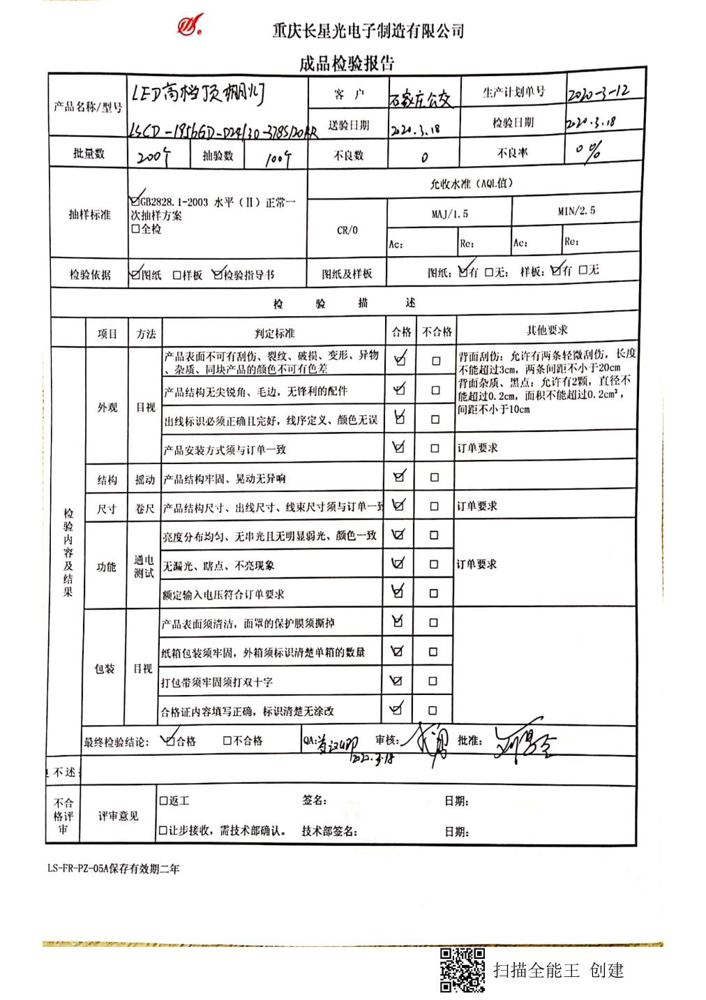 重庆长星光电子制造有限公司
成品检验报告
产品名称/型号 LED高档顶棚灯 客 户 石家庄公交 生产计划单号 2020-3-12
送验日期 2020.3.18 检验日期 2020.3.18
批量数 200个 抽验数 100个 不良数 0 不良率 0%
抽样标准 ☑GB2828.1-2003 水平(Ⅱ)正常一
次抽样方案
□全检
允收水准(AQL值)
CR/0 MAJ/1.5 MIN/2.5
Ac: Re: Ac: Re:
检验依据 ☑图纸 □样板 ☑检验指导书 图纸及样板 图纸:☑有 □无; 样板:☑有 □无
检 验 描 述
项目 方法 判定标准 合格 不合格 其他要求
检验内容及结果
外观 目视
产品表面不可有刮伤、裂纹、破损、变形、异物
、杂质、同块产品的颜色不可有色差 ☑ □
产品结构无尖锐角、毛边,无锋利的配件 ☑ □
出线标识必须正确且完好,线序定义、颜色无误 ☑ □
背面刮伤:允许有两条轻微刮伤,长度
不能超过3cm,两条间距不小于20cm
背面杂质、黑点:允许有2颗,直径不
能超过0.2cm,面积不能超过0.2cm²,
间距不小于10cm
产品安装方式须与订单一致 ☑ □ 订单要求
结构 摇动 产品结构牢固、晃动无异响 ☑ □
尺寸 卷尺 产品结构尺寸、出线尺寸、线束尺寸须与订单一致 ☑ □ 订单要求
功能 通电
测试
亮度分布均匀、无串光且无明显弱光、颜色一致 ☑ □
无漏光、瞎点、不亮现象 ☑ □ 订单要求
额定输入电压符合订单要求 ☑ □
包装 目视
产品表面须清洁,面罩的保护膜须撕掉 ☑ □
纸箱包装须牢固,外箱须标识清楚单箱的数量 ☑ □
打包带须牢固须打双十字 ☑ □
合格证内容填写正确,标识清楚无涂改 ☑ □
最终检验结论: ☑合格 □不合格 QA: 审核: 批准:
2020.3.18
不述
不合
格评
审
评审意见
□返工 签名: 日期:
□让步接收,需技术部确认。 技术部签名: 日期:
LS-FR-PZ-05A保存有效期二年
扫描全能王 创建